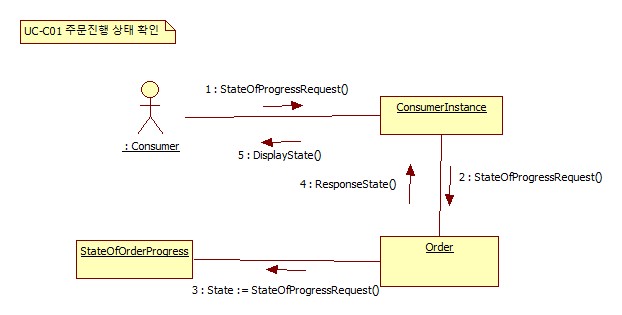 UC-C01 주문진행 상태 확인
1 : StateOfProgressRequest()
ConsumerInstance
: Consumer
5 : DisplayState()
4 : ResponseState()
2 : StateOfProgressRequest()
StateOfOrderProgress
Order
3 : State := StateOfProgressRequest()